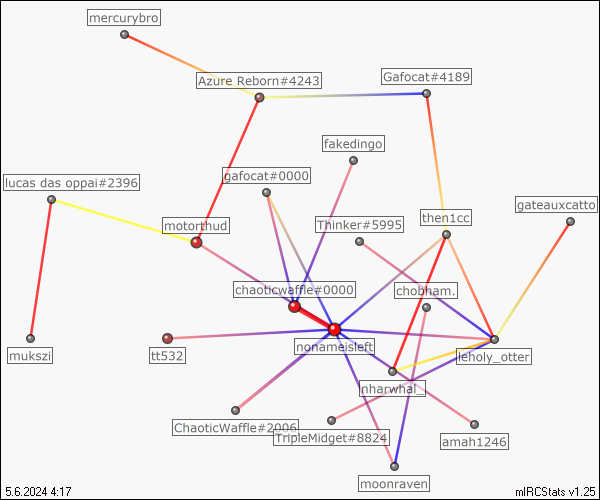 mercurybro
Azure Reborn#4243
Gafocat#4189
fakedingo
gafocat#0000
lucas das oppai#2396
motorthud
Thinker#5995
then1cc
gateauxcatto
chaoticwaffle#0000
chobham.
nonameisleft
leholy_otter
mukszi
tt532
nharwhal_
ChaoticWaffle#2006
TripleMidget#8824
amah1246
moonraven
5.6.2024 4:17
mIRCStats v1.25